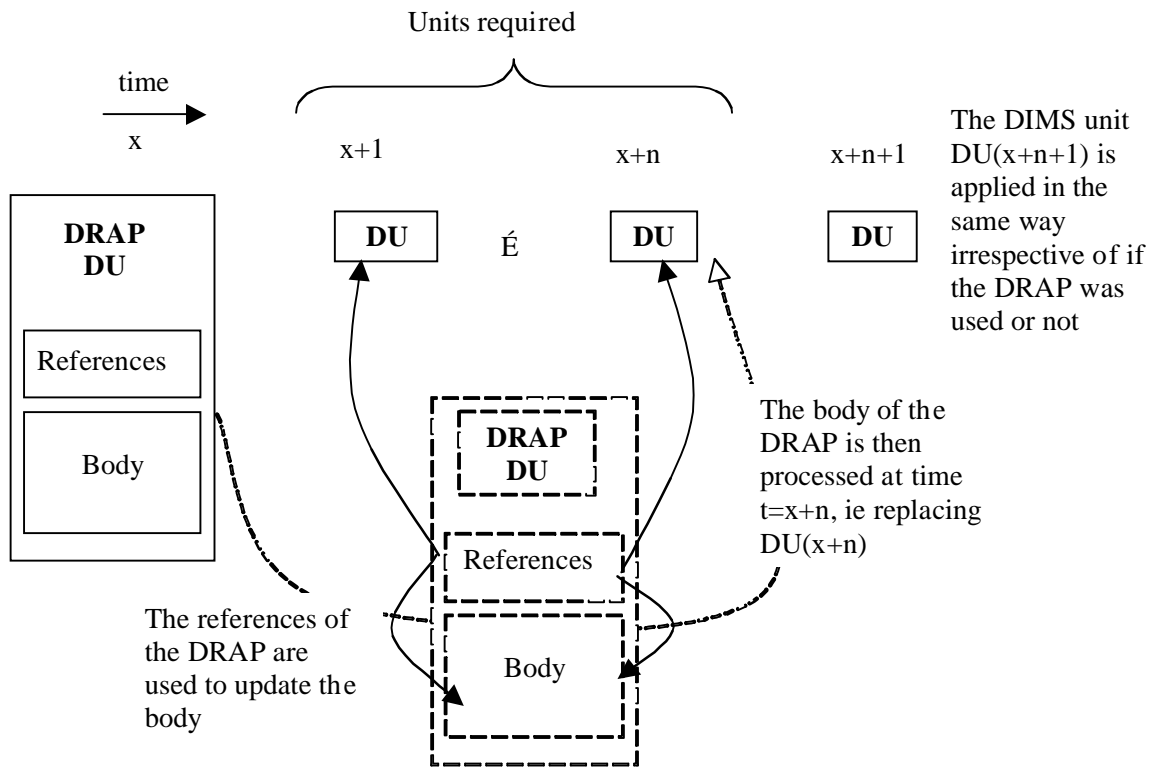 Units required
time
x
x+1
x+n
x+n+1
The DIMS unit
DU(x+n+1) is
applied in the
same way
irrespective of if
the DRAP was
used or not
DRAP
DU
References
Body
DU
É
DU
DU
DRAP
DU
References
Body
The body of the
DRAP is then
processed at time
t=x+n, ie replacing
DU(x+n)
The references of
the DRAP are
used to update the
body